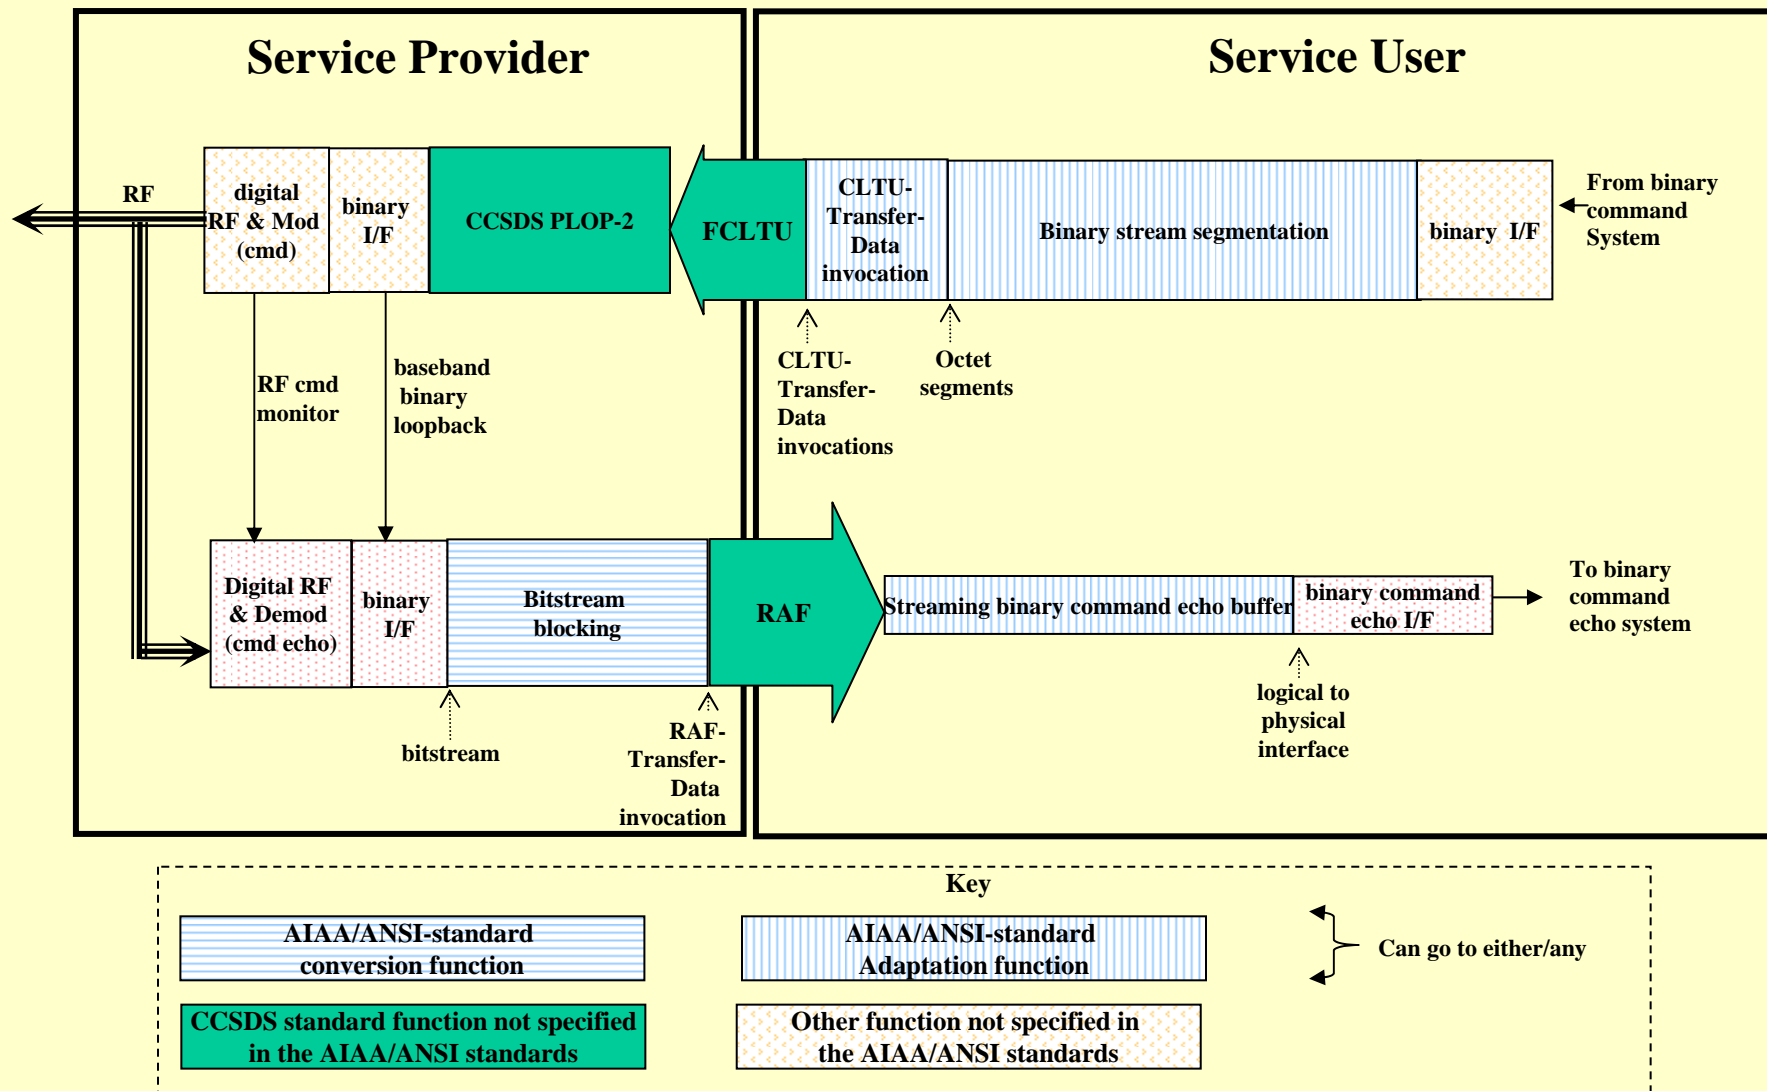 Service Provider
Service User
RF
digital
RF & Mod
(cmd)
binary
I/F
CCSDS PLOP-2
FCLTU
CLTU-
Transfer-
Data
invocation
Binary stream segmentation
binary I/F
From binary
command
System
RF cmd
monitor
baseband
binary
loopback
CLTU-
Transfer-
Data
invocations
Octet
segments
Digital RF
& Demod
(cmd echo)
binary
I/F
Bitstream
blocking
RAF
Streaming binary command echo buffer
binary command
echo I/F
To binary
command
echo system
bitstream
RAF-
Transfer-
Data
invocation
logical to
physical
interface
Key
AIAA/ANSI-standard
conversion function
AIAA/ANSI-standard
Adaptation function
Can go to either/any
CCSDS standard function not specified
in the AIAA/ANSI standards
Other function not specified in
the AIAA/ANSI standards